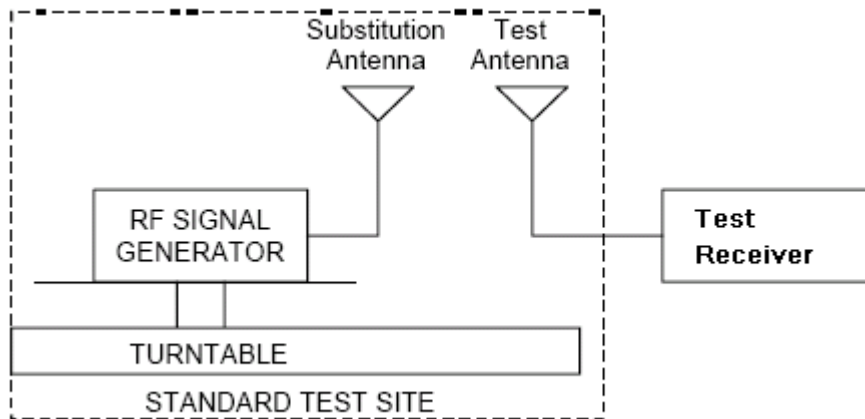 Substitution
Antenna
Test
Antenna
RF SIGNAL
GENERATOR
Test
Receiver
TURNTABLE
STANDARD TEST SITE